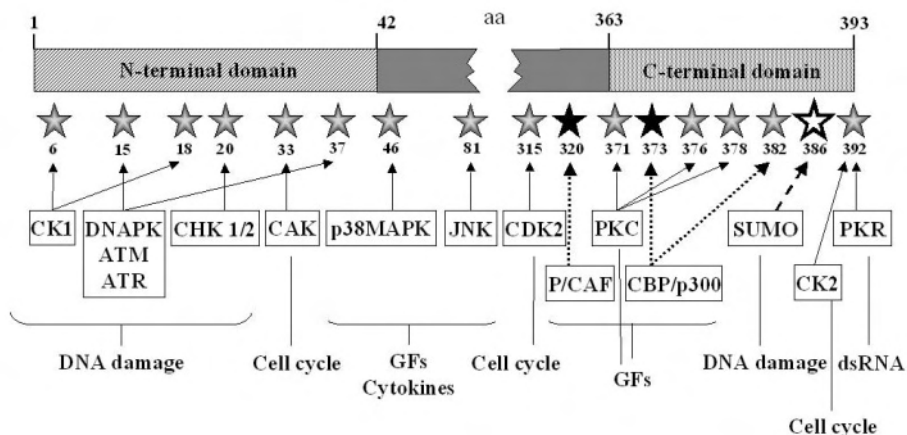 aa
1 42 363 393
N-terminal domain C-terminal domain
6 15 18 20 33 37 46 81 315 320 371 373 376 378 382 386 392
CK1 DNAPK CHK 1/2 CAK p38MAPK JNK CDK2 PKC SUMO PKR
ATM
ATR
P/CAF CBP/p300 CK2
DNA damage Cell cycle GFs Cell cycle GFs DNA damage dsRNA
Cytokines
Cell cycle